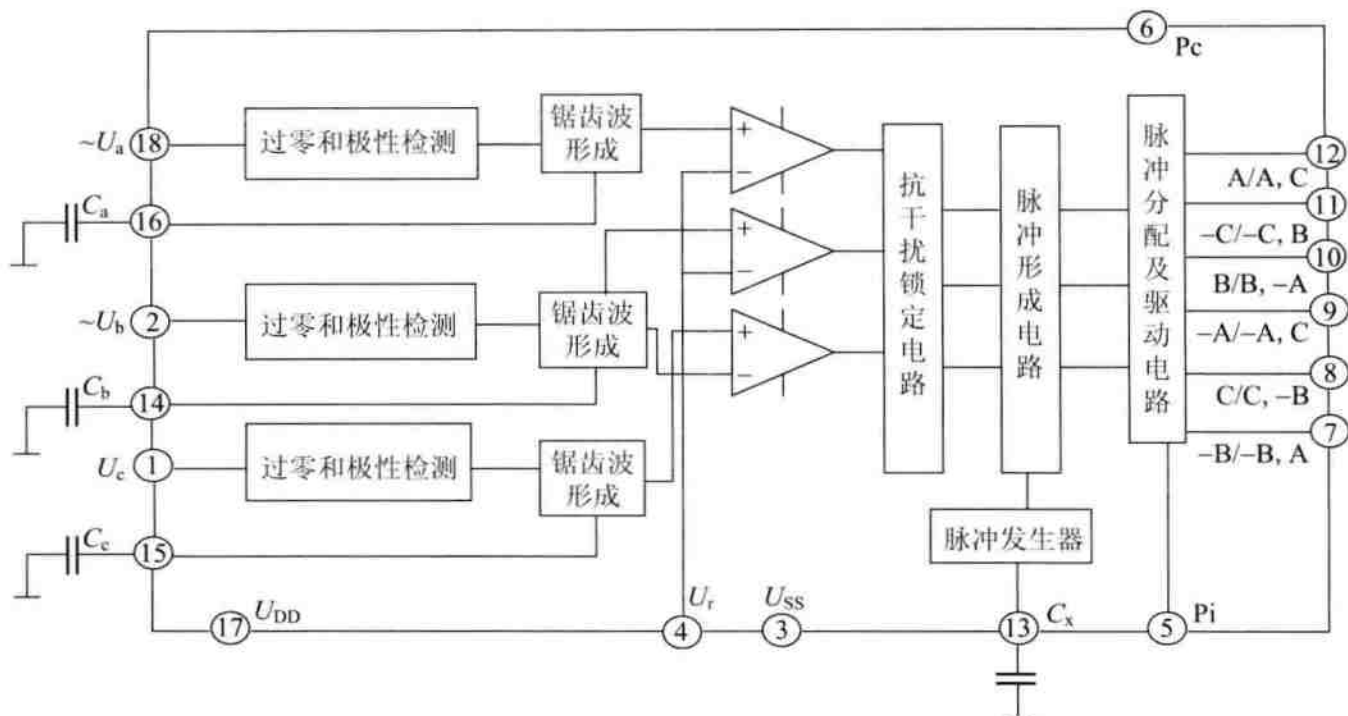 6
Pc
~Ua
18
过零和极性检测
锯齿波
形成
+
−
Ca
16
~Ub
2
过零和极性检测
锯齿波
形成
+
−
Cb
14
Uc
1
过零和极性检测
锯齿波
形成
+
−
Cc
15
抗干扰锁定电路
脉冲形成电路
脉冲分配及驱动电路
12
A/A, C
11
–C/–C, B
10
B/B, –A
9
–A/–A, C
8
C/C, –B
7
–B/–B, A
脉冲发生器
17
UDD
Ur
4
USS
3
13
Cx
5
Pi